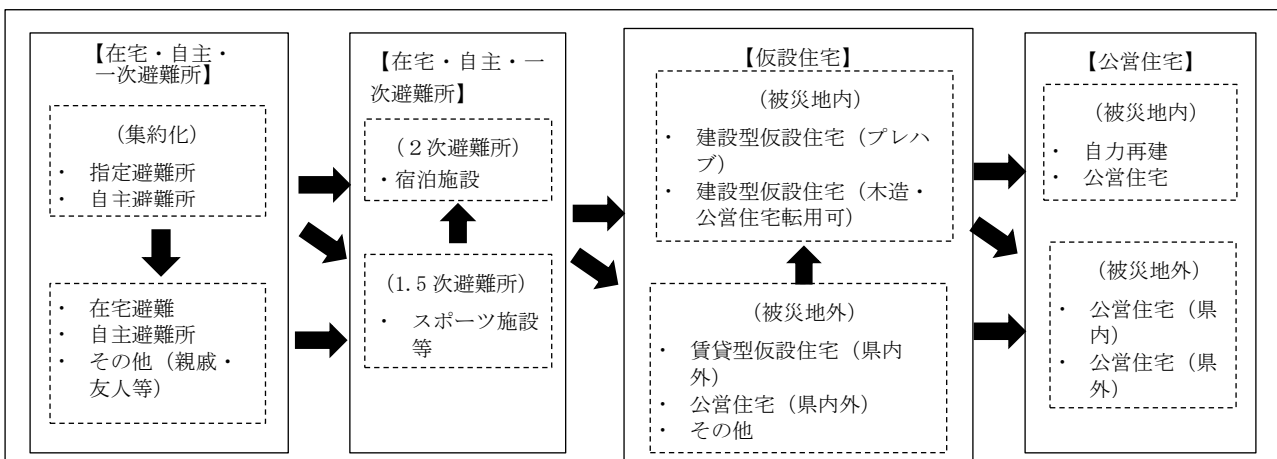 【在宅・自主・
一次避難所】
(集約化)
・ 指定避難所
・ 自主避難所
・ 在宅避難
・ 自主避難所
・ その他（親戚・
友人等）
【在宅・自主・一
次避難所】
(２次避難所)
・宿泊施設
(1.5 次避難所)
・ スポーツ施設
等
【仮設住宅】
(被災地内)
・ 建設型仮設住宅（プレハ
ブ）
・ 建設型仮設住宅（木造・
公営住宅転用可）
(被災地外)
・ 賃貸型仮設住宅（県内
外）
・ 公営住宅（県内外）
・ その他
【公営住宅】
(被災地内)
・ 自力再建
・ 公営住宅
(被災地外)
・ 公営住宅（県
内）
・ 公営住宅（県
外）